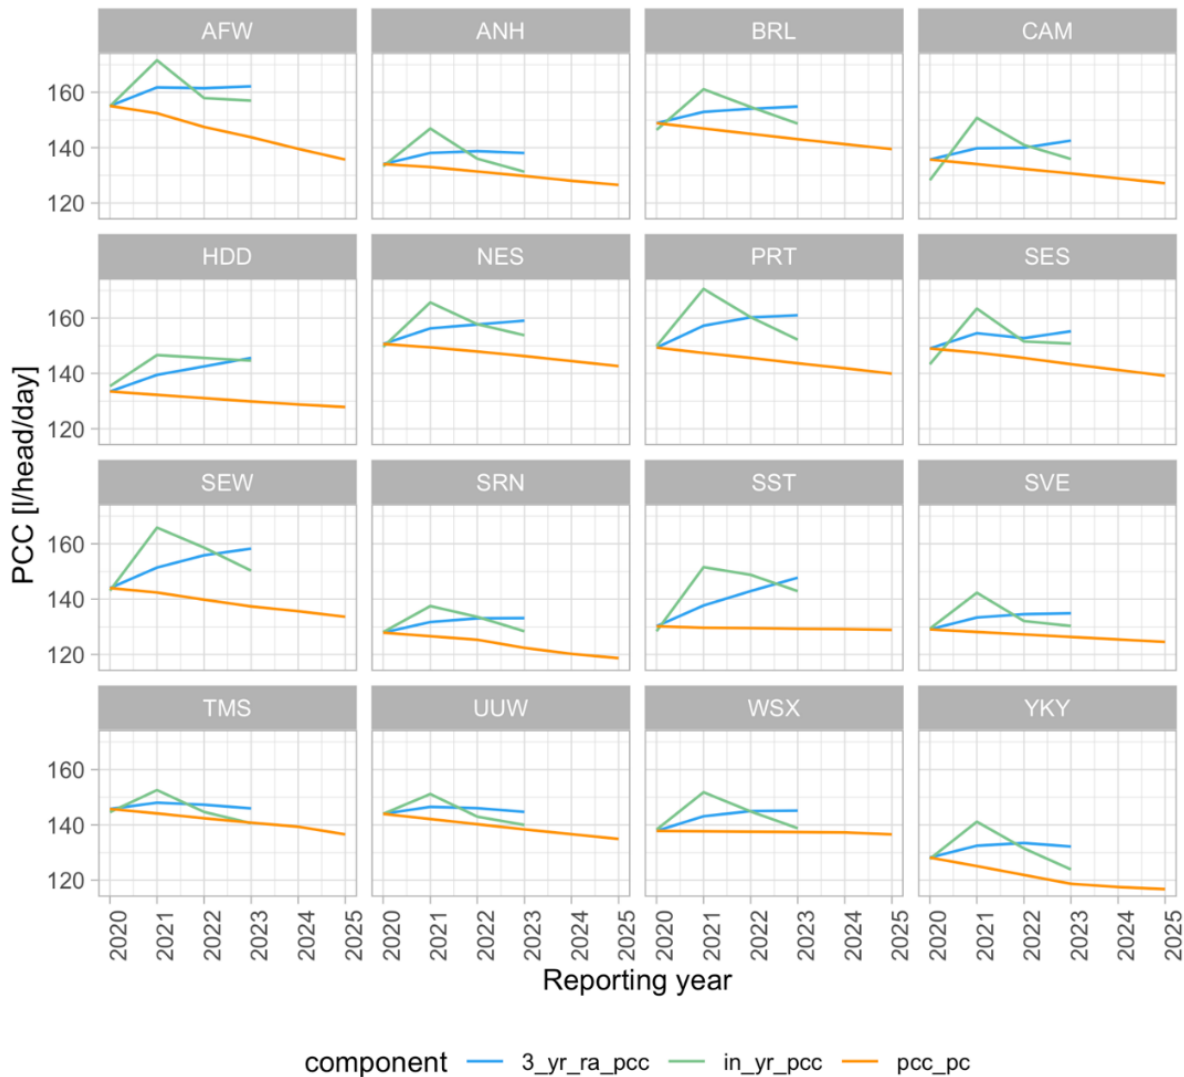 AFW ANH BRL CAM
160
140
120
HDD NES PRT SES
160
140
120
PCC [l/head/day]
SEW SRN SST SVE
160
140
120
TMS UUW WSX YKY
160
140
120
2020 2021 2022 2023 2024 2025 2020 2021 2022 2023 2024 2025 2020 2021 2022 2023 2024 2025 2020 2021 2022 2023 2024 2025
Reporting year
component 3_yr_ra_pcc in_yr_pcc pcc_pc